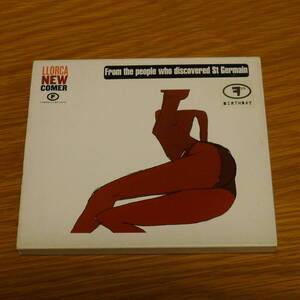 LLORCA
NEW
COMER
F
From the people who discovered St Germain
F
BIRTHDAY